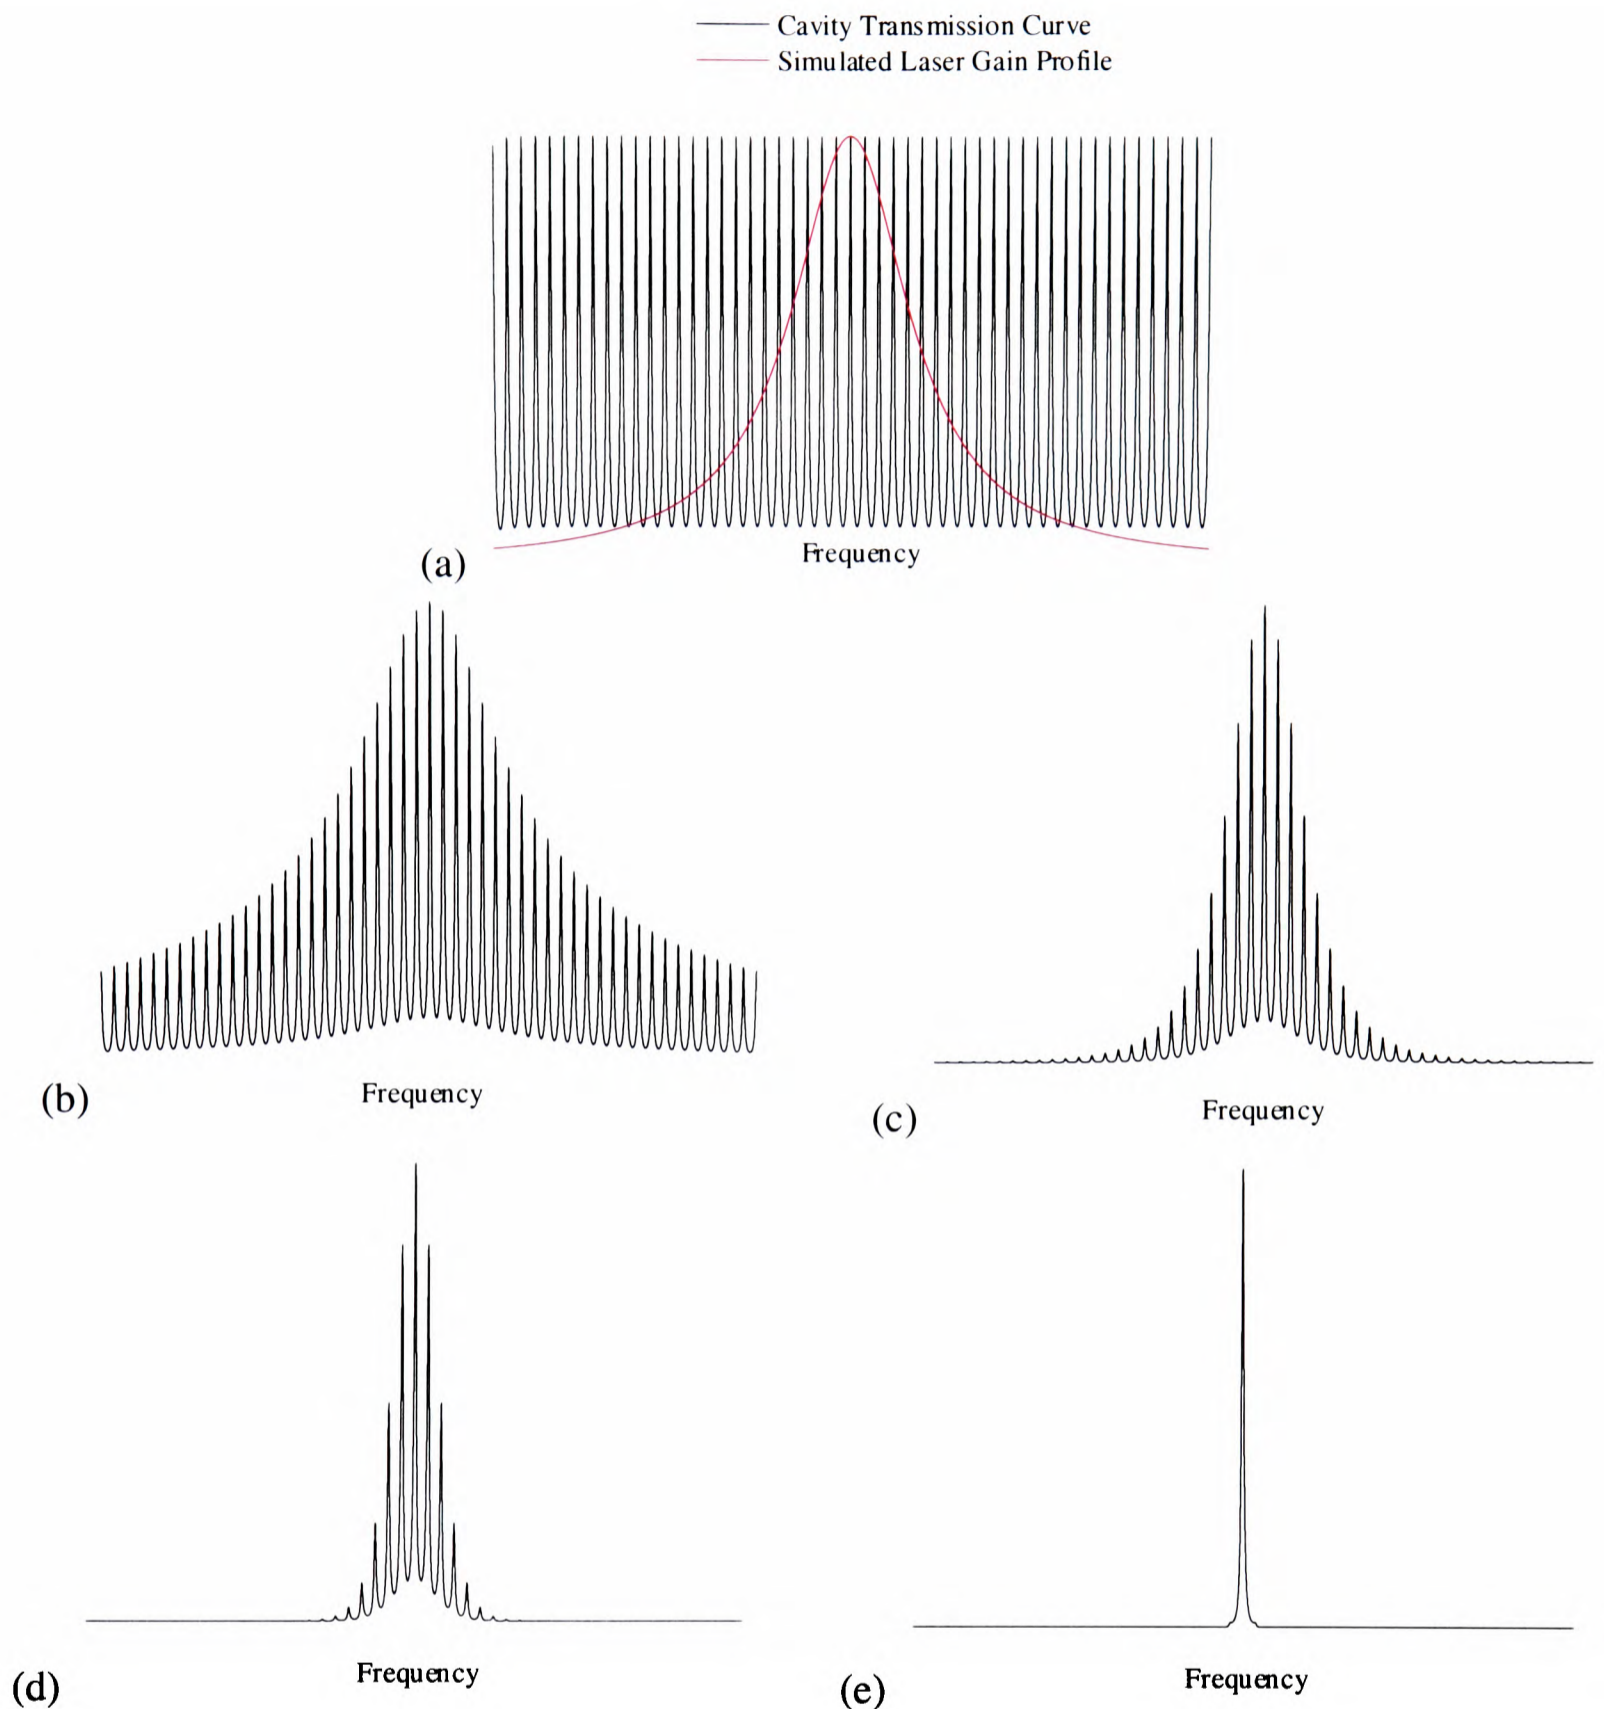 Cavity Transmission Curve
Simulated Laser Gain Profile
Frequency
(a)
Frequency
(b)
Frequency
(c)
Frequency
(d)
Frequency
(e)